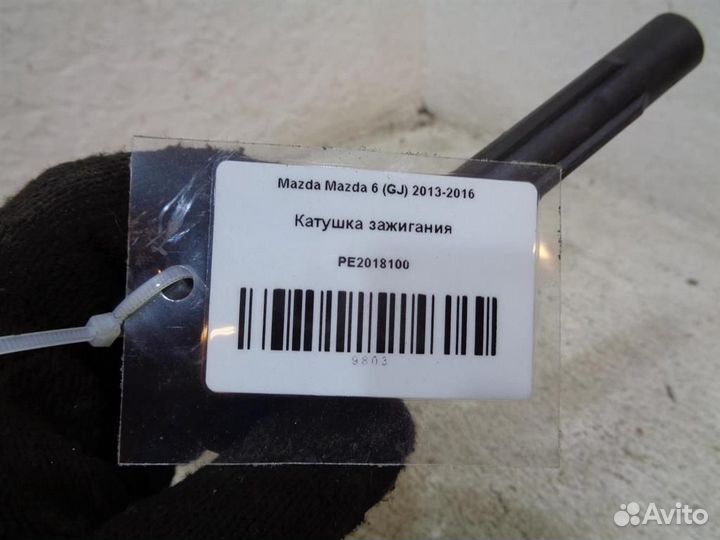 Mazda Mazda 6 (GJ) 2013-2016
Катушка зажигания
PE2018100
9803
Avito